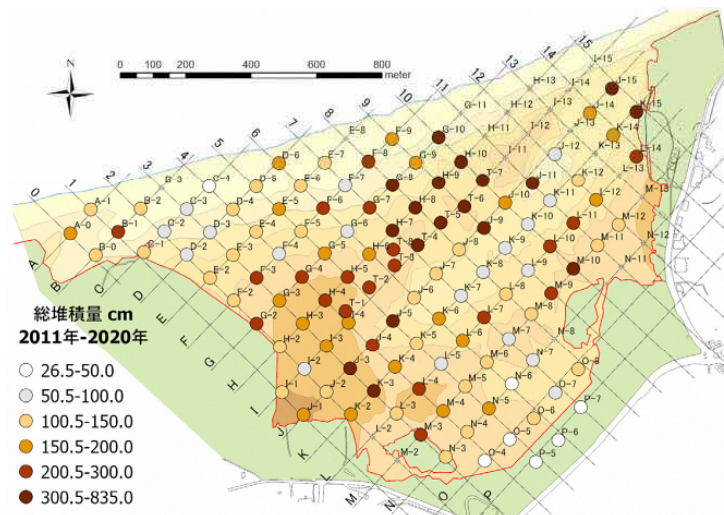 N
0 100 200 400 600 800
meter
15
14
13
12
11
10
9
8
7
6
5
4
3
2
1
0
A
B
C
D
E
F
G
H
I
J
K
L
M
N
O
P
I-15
J-15
K-15
H-13
I-14
J-14
K-14
L-14
G-11
H-12
I-13
J-13
K-13
L-13
E-8
F-9
G-10
H-11
I-12
J-12
K-12
L-12
M-13
D-6
E-7
F-8
G-9
H-10
I-11
J-11
K-11
L-11
M-12
N-12
B-3
C-4
D-5
E-6
F-7
G-8
H-9
T-7
J-10
K-10
L-10
M-11
N-11
A-1
B-2
C-3
D-4
E-5
F-6
G-7
H-8
T-6
T-5
J-9
K-9
L-9
M-10
A-0
B-1
C-2
D-3
E-4
F-5
G-6
H-7
T-4
J-8
K-8
L-8
M-9
B-0
C-1
D-2
E-3
F-4
G-5
H-6
T-3
T-2
J-7
K-7
L-7
M-8
N-8
E-2
F-3
G-4
H-5
T-1
J-6
K-6
L-6
M-7
N-7
O-8
F-2
G-3
H-4
I-4
J-5
K-5
L-5
M-6
N-6
O-7
P-7
G-2
H-3
I-3
J-4
K-4
M-5
O-6
P-6
H-2
I-2
J-3
K-3
L-4
M-4
N-5
O-5
P-5
I-1
J-2
K-2
L-3
M-3
N-4
O-4
J-1
L-2
M-2
N-3
総堆積量 cm
2011年-2020年
26.5-50.0
50.5-100.0
100.5-150.0
150.5-200.0
200.5-300.0
300.5-835.0